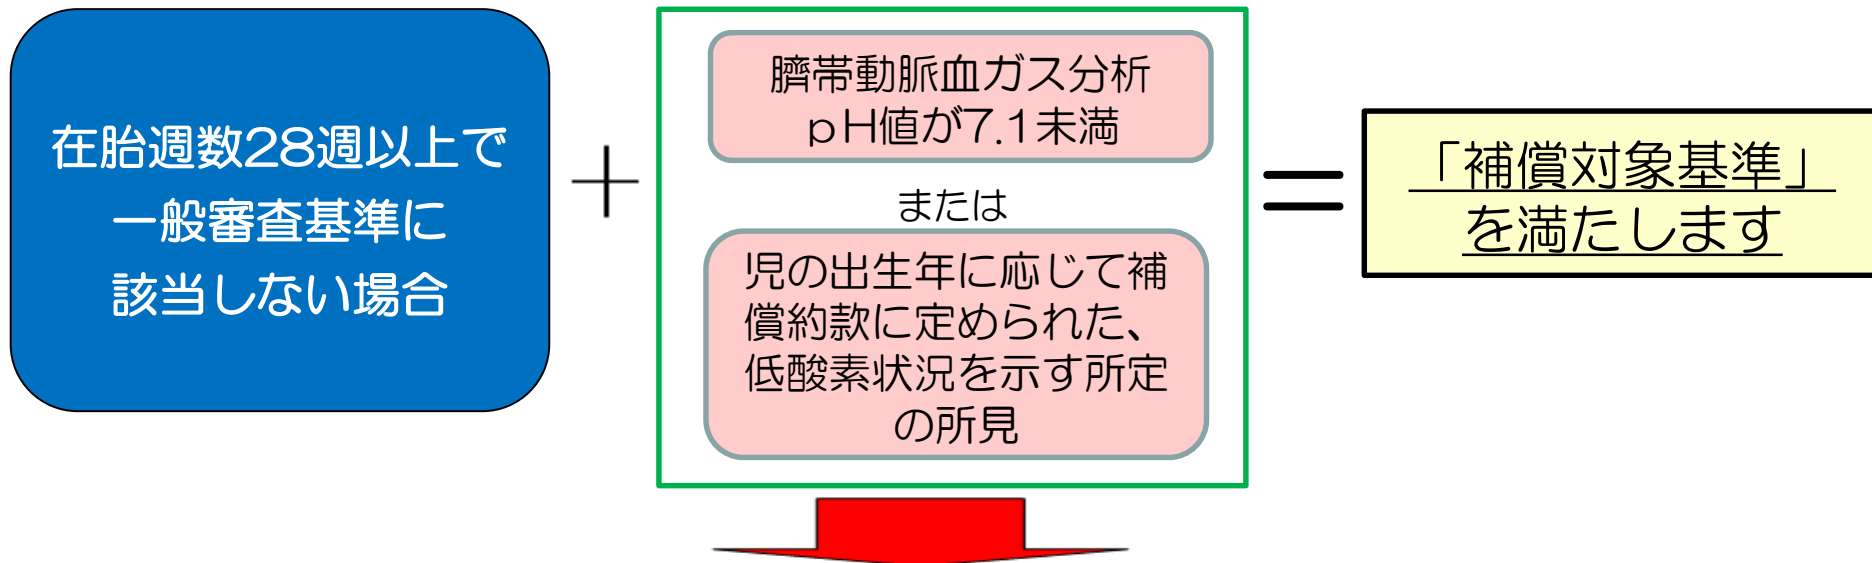 在胎週数28週以上で
一般審査基準に
該当しない場合
＋
臍帯動脈血ガス分析
ｐＨ値が7.1未満
または
児の出生年に応じて補
償約款に定められた、
低酸素状況を示す所定
の所見
＝
「補償対象基準」
を満たします